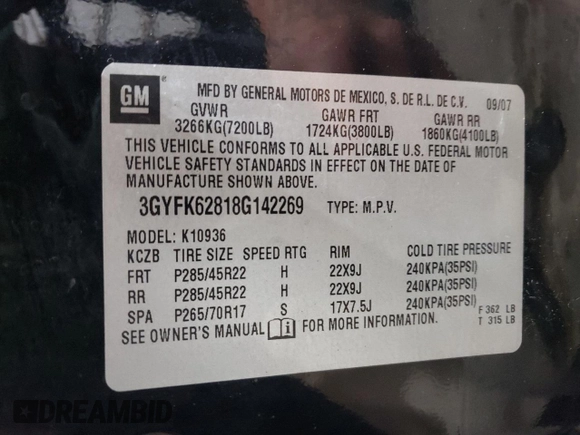 GM
MFD BY GENERAL MOTORS DE MEXICO, S. DE R.L. DE C.V. 09/07
GVWR GAWR FRT GAWR RR
3266KG(7200LB) 1724KG(3800LB) 1860KG(4100LB)
THIS VEHICLE CONFORMS TO ALL APPLICABLE U.S. FEDERAL MOTOR
VEHICLE SAFETY STANDARDS IN EFFECT ON THE DATE OF
MANUFACTURE SHOWN ABOVE.
3GYFK62818G142269 TYPE: M.P.V.
MODEL: K10936
KCZB TIRE SIZE SPEED RTG RIM COLD TIRE PRESSURE
FRT P285/45R22 H 22X9J 240KPA(35PSI)
RR P285/45R22 H 22X9J 240KPA(35PSI)
SPA P265/70R17 S 17X7.5J 240KPA(35PSI)
F 362 LB
SEE OWNER'S MANUAL FOR MORE INFORMATION. T 315 LB
DREAMBID